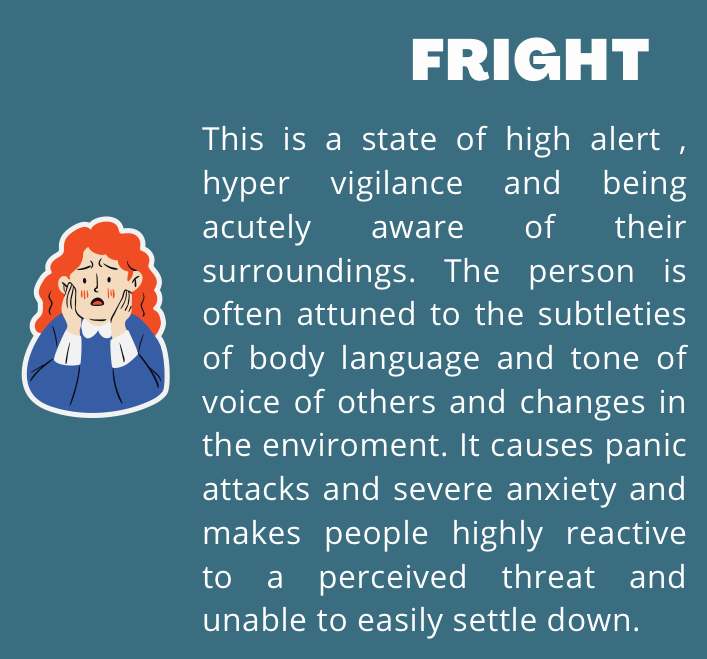 FRIGHT
This is a state of high alert ,
hyper vigilance and being
acutely aware of their
surroundings. The person is
often attuned to the subtleties
of body language and tone of
voice of others and changes in
the enviroment. It causes panic
attacks and severe anxiety and
makes people highly reactive
to a perceived threat and
unable to easily settle down.